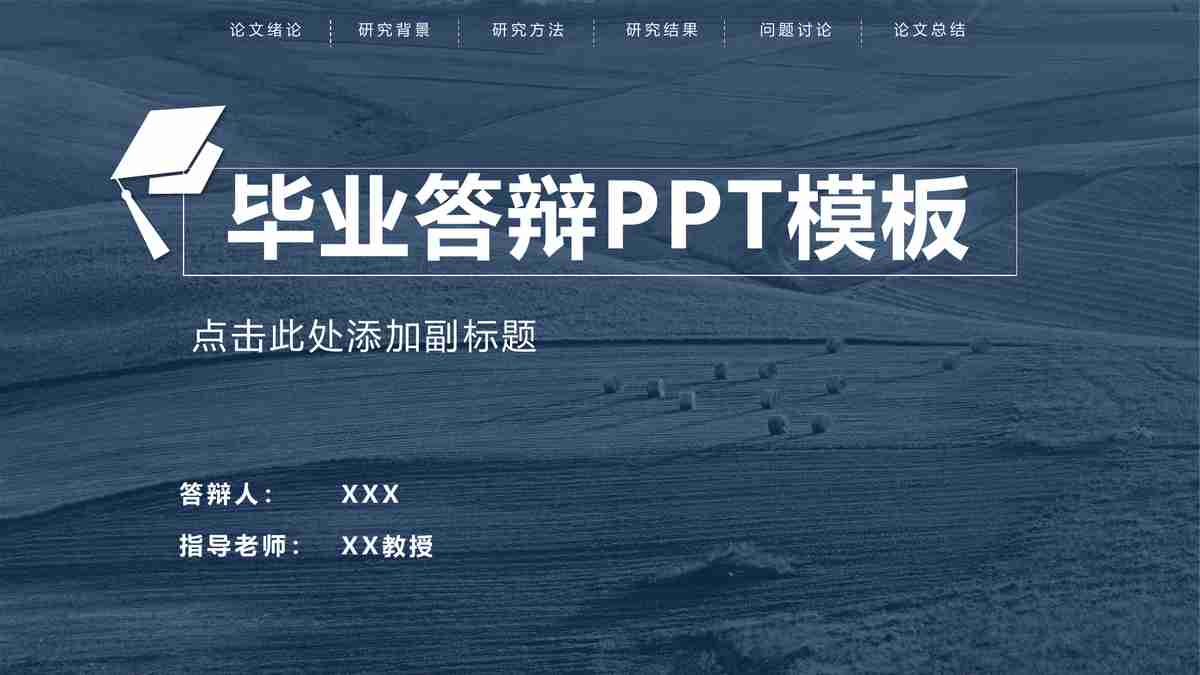 论文绪论 研究背景 研究方法 研究结果 问题讨论 论文总结
毕业答辩PPT模板
点击此处添加副标题
答辩人： XXX
指导老师： XX教授